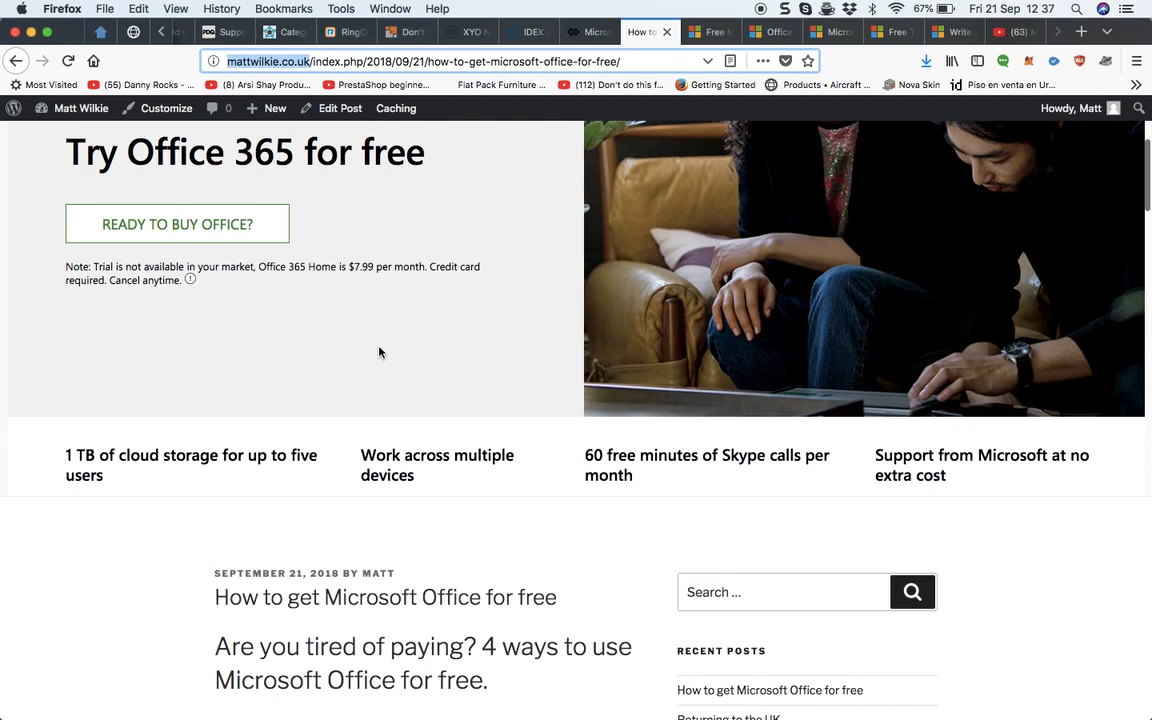 Firefox File Edit View History Bookmarks Tools Window Help 67% Fri 21 Sep 12 37
PDG Suppo Categ RingC Don't XYO N IDEX - Micros How to Free M Office Micros Free T Write (63)
mattwilkie.co.uk/index.php/2018/09/21/how-to-get-microsoft-office-for-free/
Most Visited (55) Danny Rocks - ... (8) Arsi Shay Produ... PrestaShop beginne... Fiat Pack Furniture ... (112) Don't do this f... Getting Started Products • Aircraft ... Nova Skin id Piso en venta en Ur...
Matt Wilkie Customize 0 New Edit Post Caching Howdy, Matt
Try Office 365 for free
READY TO BUY OFFICE?
Note: Trial is not available in your market, Office 365 Home is $7.99 per month. Credit card
required. Cancel anytime.
1 TB of cloud storage for up to five
users
Work across multiple
devices
60 free minutes of Skype calls per
month
Support from Microsoft at no
extra cost
SEPTEMBER 21, 2018 BY MATT
How to get Microsoft Office for free
Are you tired of paying? 4 ways to use
Microsoft Office for free.
Search ...
RECENT POSTS
How to get Microsoft Office for free
Returning to the UK